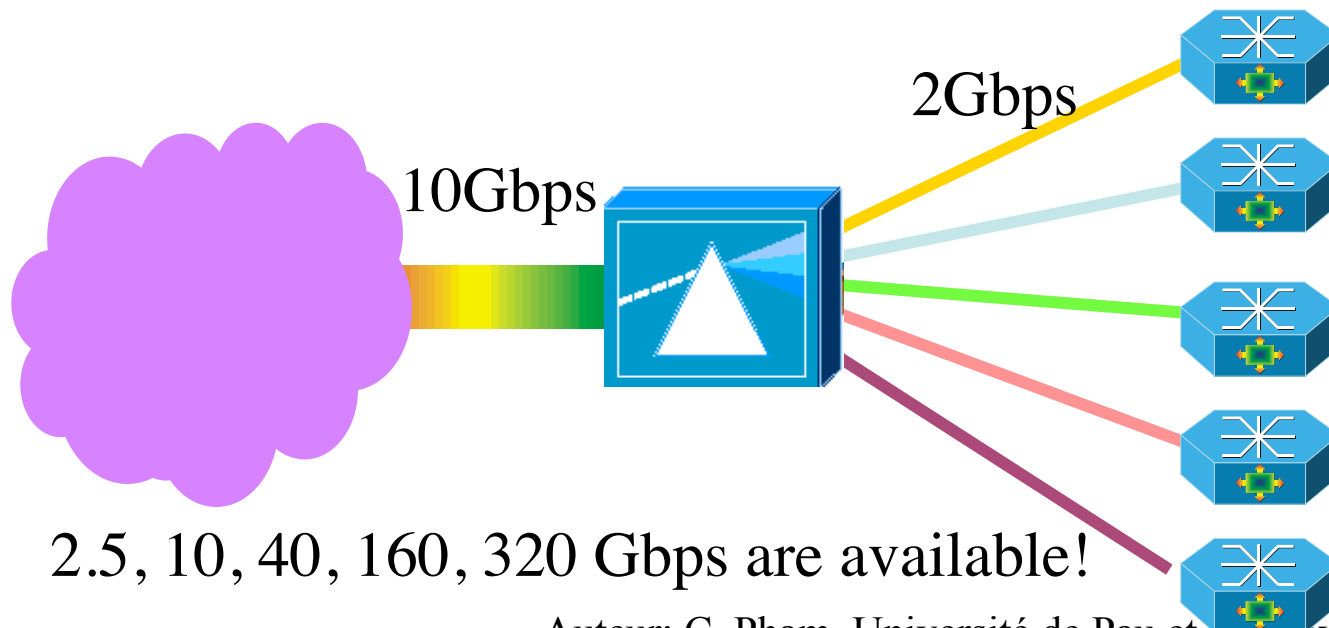 2Gbps
10Gbps
2.5, 10, 40, 160, 320 Gbps are available!
Auteur: C. Pham, Université de Pau et